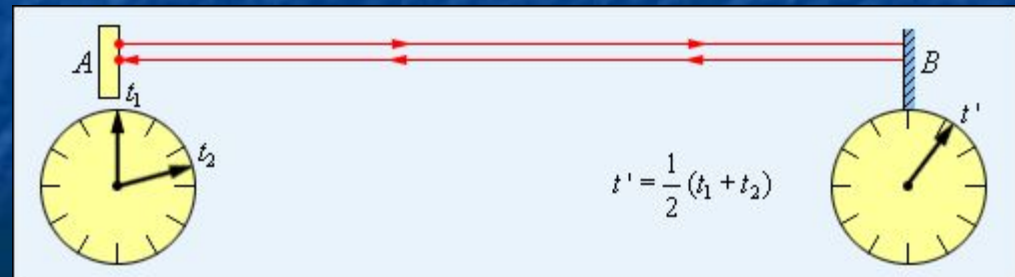 A
B
t₁
t₂
t'
t' = 1/2 (t₁ + t₂)